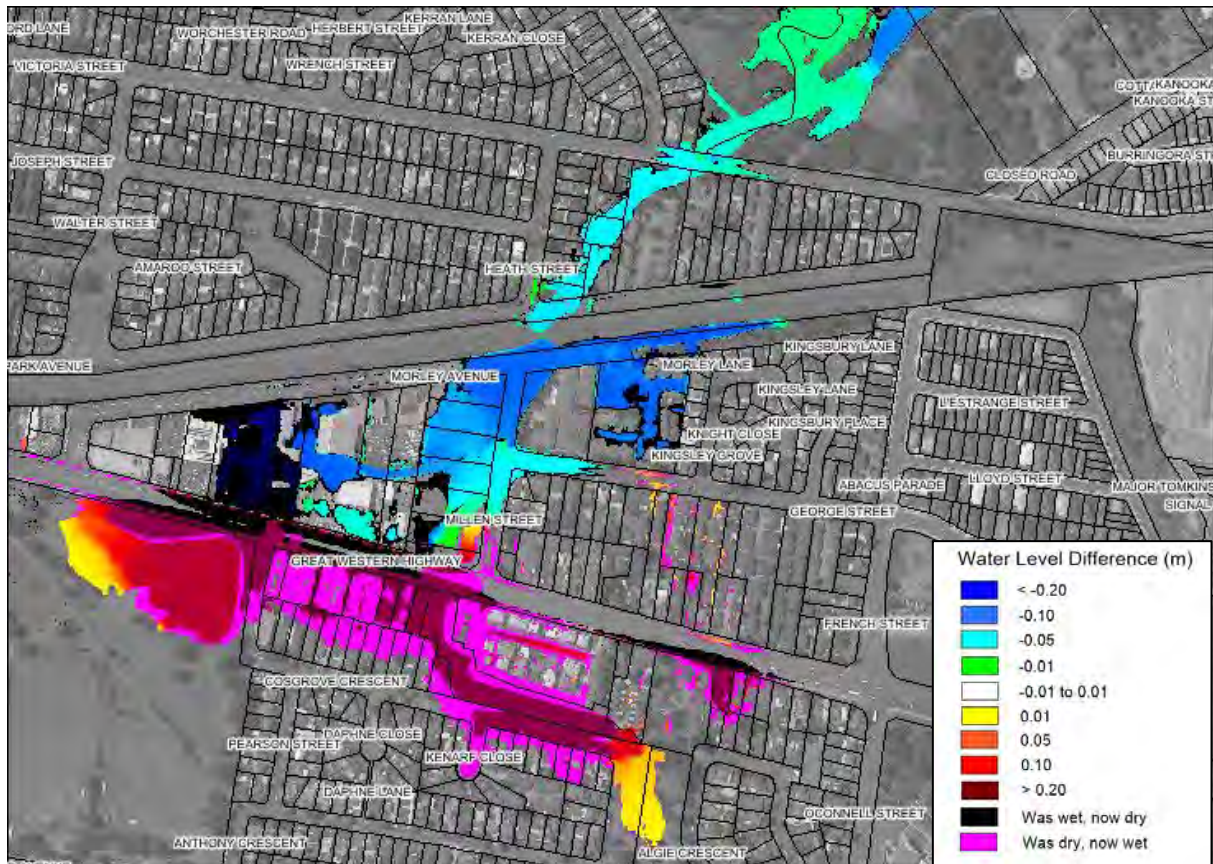 KERRAN LANE
ORD LANE
WORCHESTER ROAD
HERBERT STREET
KERRAN CLOSE
VICTORIA STREET
WRENCH STREET
KANOOKA
KANOOKA ST
JOSEPH STREET
BURRINGORA ST
CLOSED ROAD
WALTER STREET
AMAROO STREET
HEATH STREET
PARK AVENUE
MORLEY AVENUE
MORLEY LANE
KINGSBURY LANE
KINGSLEY LANE
L'ESTRANGE STREET
KINGSBURY PLACE
KNIGHT CLOSE
KINGSLEY GROVE
ABACUS PARADE
LLOYD STREET
MAJOR TOMKINS
SIGNAL
GEORGE STREET
MILLEN STREET
GREAT WESTERN HIGHWAY
FRENCH STREET
COSGROVE CRESCENT
PEARSON STREET
DAPHNE CLOSE
KENARF CLOSE
DAPHNE LANE
OCONNELL STREET
ANTHONY CRESCENT
ALGIE CRESCENT
Water Level Difference (m)
< -0.20
-0.10
-0.05
-0.01
-0.01 to 0.01
0.01
0.05
0.10
> 0.20
Was wet, now dry
Was dry, now wet